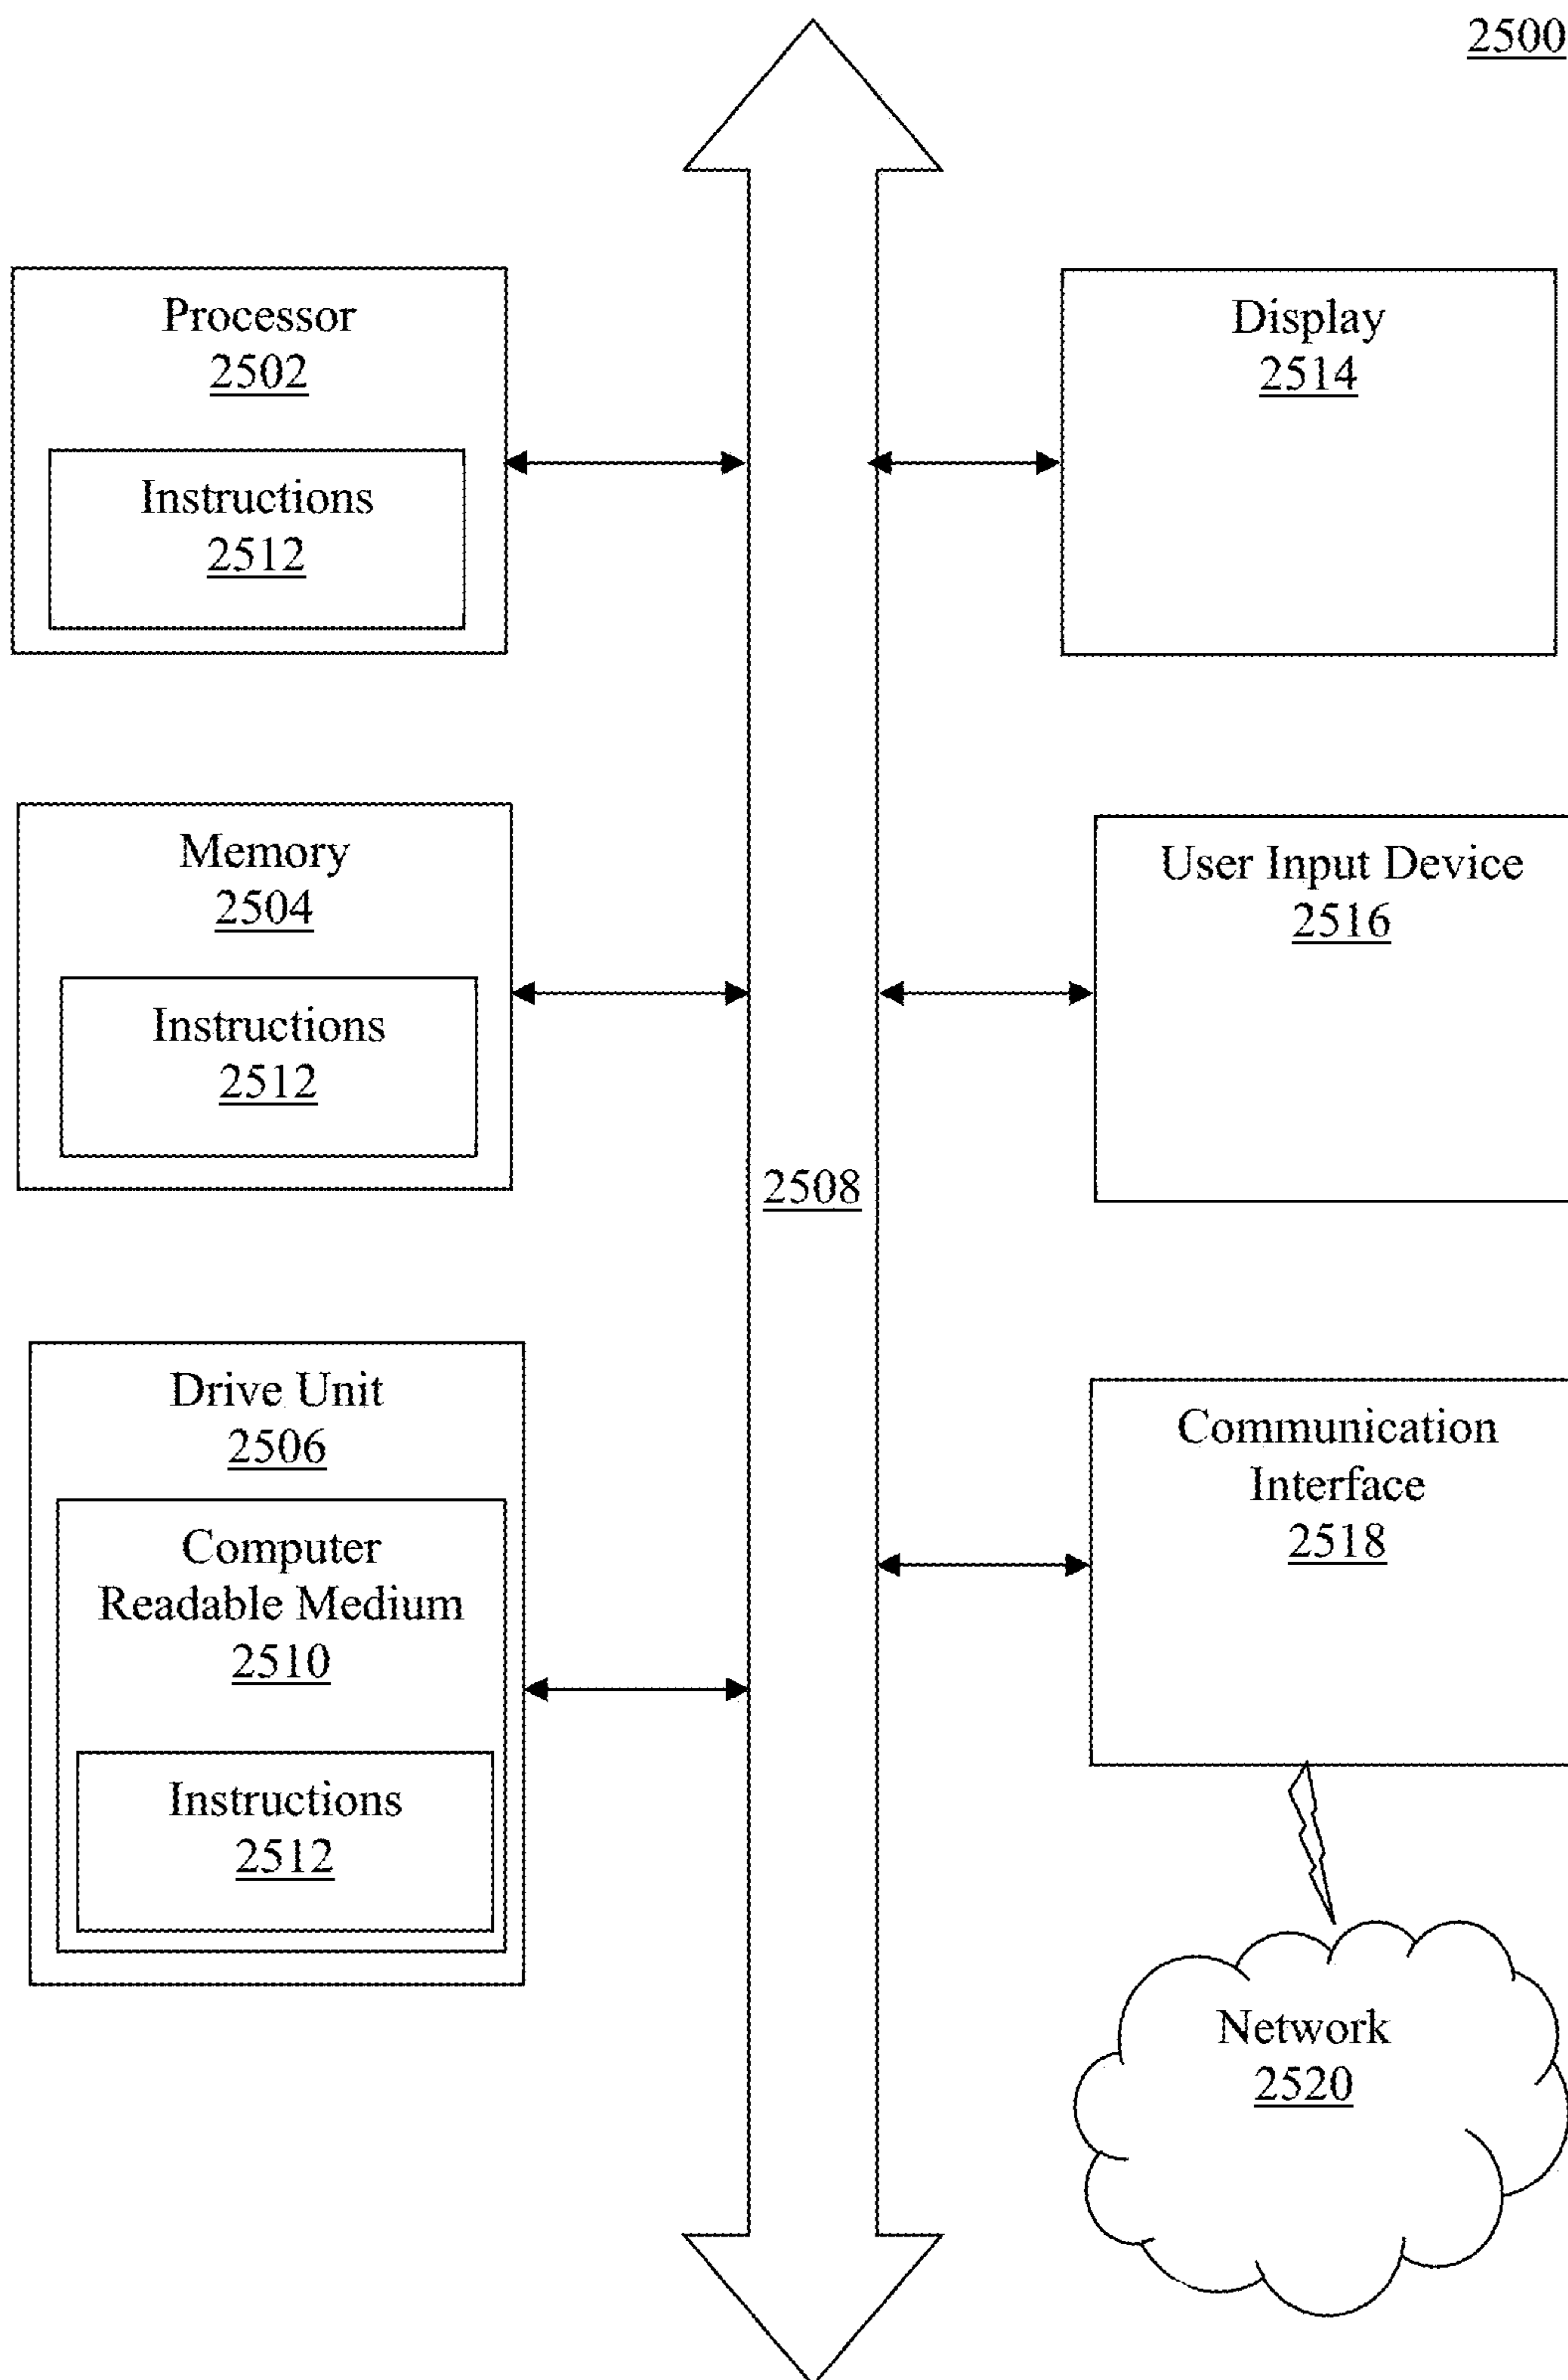 2500
Processor
2502
Instructions
2512
Display
2514
Memory
2504
Instructions
2512
User Input Device
2516
2508
Drive Unit
2506
Computer
Readable Medium
2510
Instructions
2512
Communication
Interface
2518
Network
2520